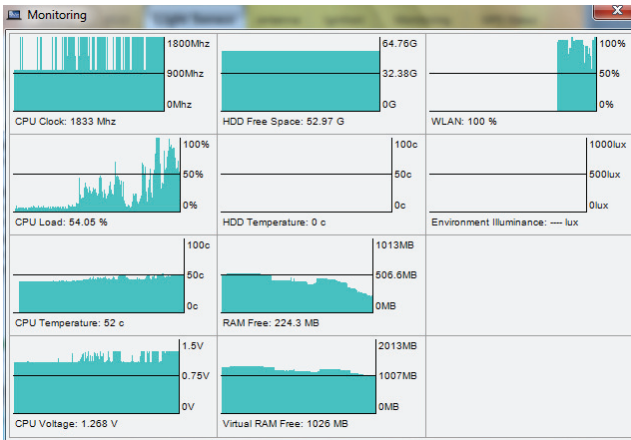 Monitoring
1800Mhz
900Mhz
0Mhz
CPU Clock: 1833 Mhz
64.76G
32.38G
0G
HDD Free Space: 52.97 G
100%
50%
0%
WLAN: 100 %
100%
50%
0%
CPU Load: 54.05 %
100c
50c
0c
HDD Temperature: 0 c
1000lux
500lux
0lux
Environment Illuminance: ---- lux
100c
50c
0c
CPU Temperature: 52 c
1013MB
506.6MB
0MB
RAM Free: 224.3 MB
1.5V
0.75V
0V
CPU Voltage: 1.268 V
2013MB
1007MB
0MB
Virtual RAM Free: 1026 MB